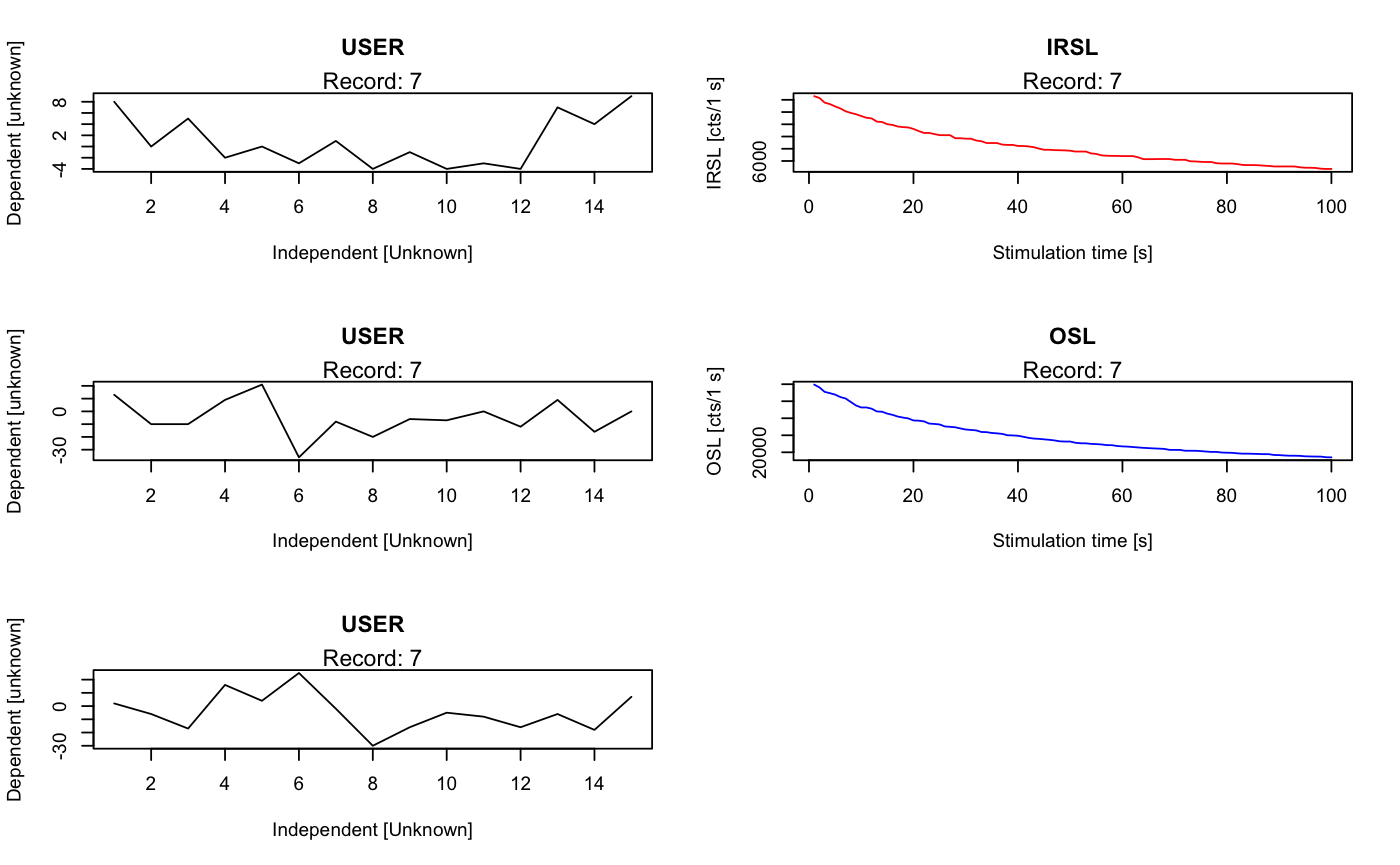 USER
Record: 7
Dependent [unknown]
8
2
-4
2 4 6 8 10 12 14
Independent [Unknown]
IRSL
Record: 7
IRSL [cts/1 s]
6000
0 20 40 60 80 100
Stimulation time [s]
USER
Record: 7
Dependent [unknown]
0
-30
2 4 6 8 10 12 14
Independent [Unknown]
OSL
Record: 7
OSL [cts/1 s]
20000
0 20 40 60 80 100
Stimulation time [s]
USER
Record: 7
Dependent [unknown]
0
-30
2 4 6 8 10 12 14
Independent [Unknown]